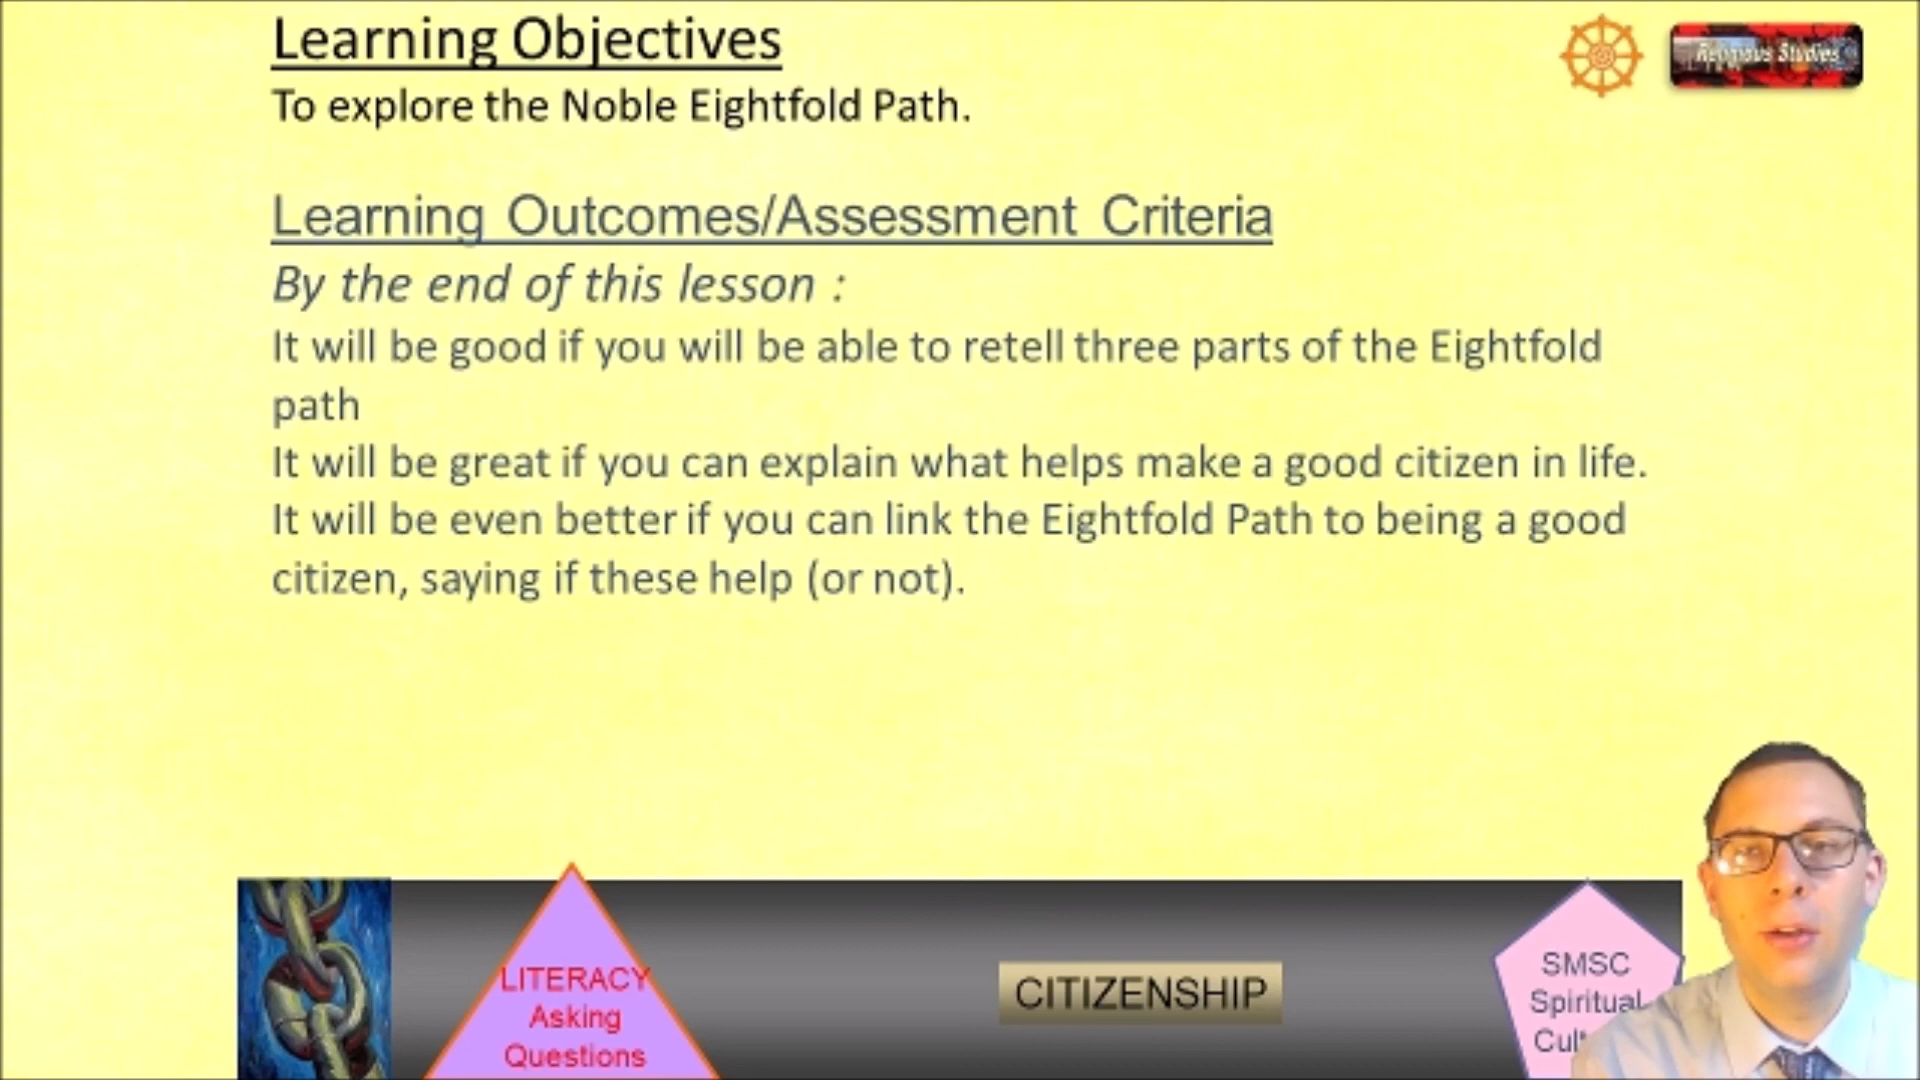 Learning Objectives
To explore the Noble Eightfold Path.
Religious Studies
Learning Outcomes/Assessment Criteria
By the end of this lesson :
It will be good if you will be able to retell three parts of the Eightfold
path
It will be great if you can explain what helps make a good citizen in life.
It will be even better if you can link the Eightfold Path to being a good
citizen, saying if these help (or not).
LITERACY
Asking
Questions
CITIZENSHIP
SMSC
Spiritual